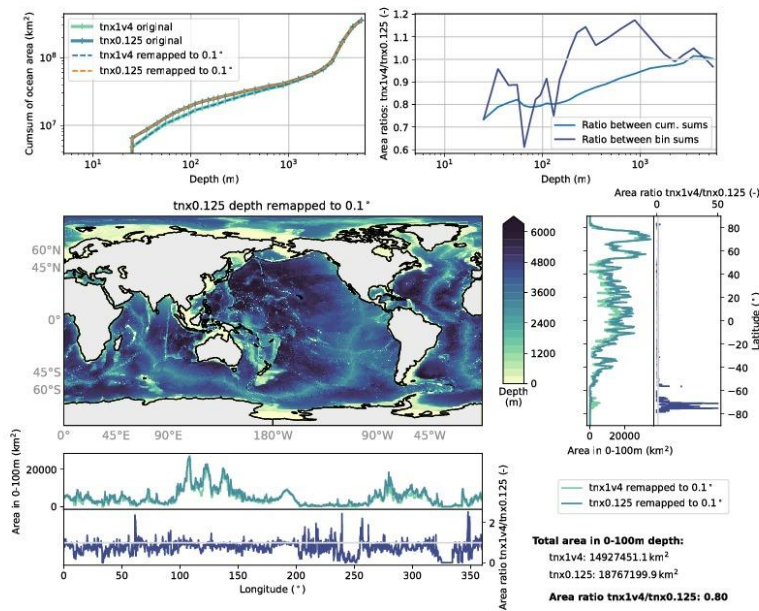 Cumsum of ocean area (km²)
10⁸
10⁷
tnx1v4 original
tnx0.125 original
tnx1v4 remapped to 0.1°
tnx0.125 remapped to 0.1°
10¹ 10² 10³
Depth (m)
Area ratios: tnx1v4/tnx0.125 (-)
1.2
1.1
1.0
0.9
0.8
0.7
0.6
Ratio between cum. sums
Ratio between bin sums
10¹ 10² 10³
Depth (m)
tnx0.125 depth remapped to 0.1°
60°N
45°N
0°
45°S
60°S
0° 45°E 90°E 180°W 90°W 45°W
6000
4800
3600
2400
1200
0
Depth
(m)
Area ratio tnx1v4/tnx0.125 (-)
0 50
80
60
40
20
0
−20
−40
−60
−80
Latitude (°)
0 20000
Area in 0-100m (km²)
Area in 0-100m (km²)
20000
0
2
0
Area ratio tnx1v4/tnx0.125 (-)
0 50 100 150 200 250 300 350
Longitude (°)
tnx1v4 remapped to 0.1°
tnx0.125 remapped to 0.1°
Total area in 0-100m depth:
tnx1v4: 14927451.1 km²
tnx0.125: 18767199.9 km²
Area ratio tnx1v4/tnx0.125: 0.80